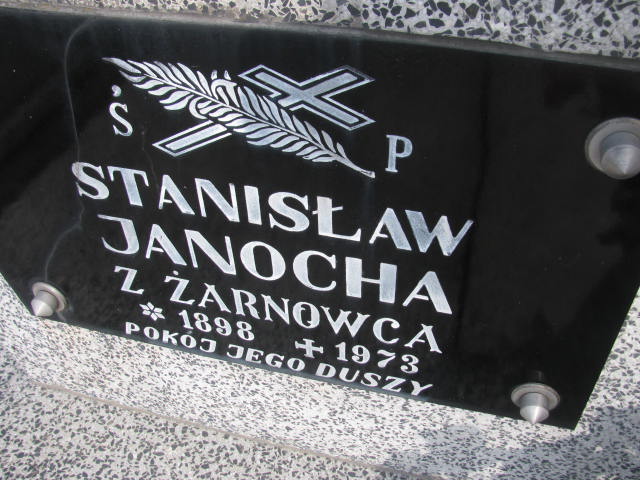 Ś P
STANISŁAW
JANOCHA
Z ŻARNOWCA
* 1898 + 1973
POKÓJ JEGO DUSZY